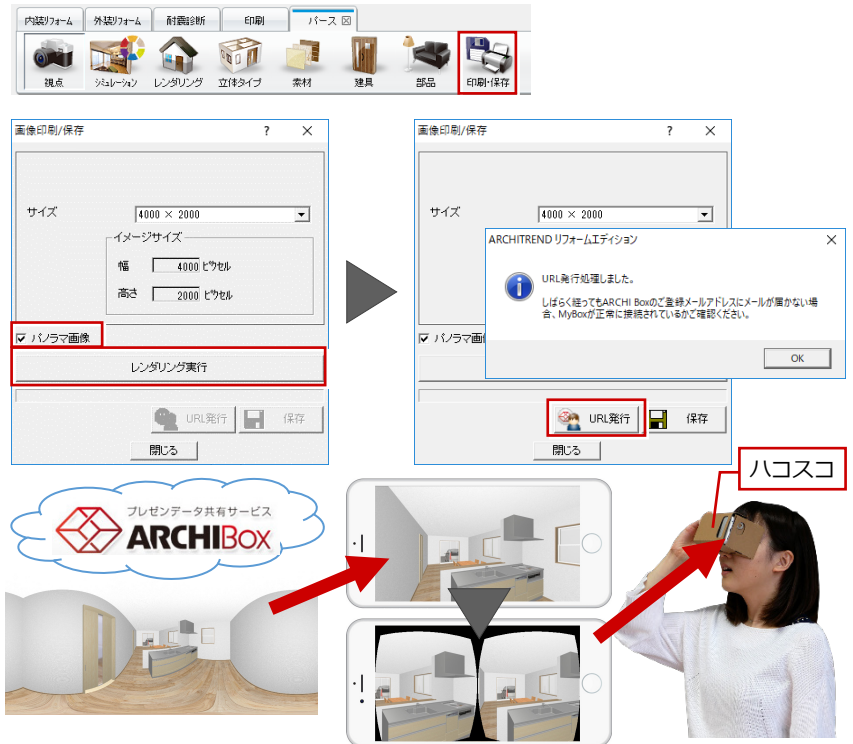 内装リフォーム 外装リフォーム 耐震診断 印刷 パース
視点 シミュレーション レンダリング 立体タイプ 素材 建具 部品 印刷・保存
画像印刷/保存 ?
サイズ 4000 × 2000
イメージサイズ
幅 4000 ピクセル
高さ 2000 ピクセル
パノラマ画像
レンダリング実行
URL発行 保存
閉じる
画像印刷/保存 ?
サイズ 4000 × 2000
ARCHITREND リフォームエディション
URL発行処理しました。
しばらく経ってもARCHI Boxのご登録メールアドレスにメールが届かない場
合、MyBoxが正常に接続されているかご確認ください。
OK
パノラマ画
URL発行 保存
閉じる
ハコスコ
プレゼンデータ共有サービス
ARCHIBOX